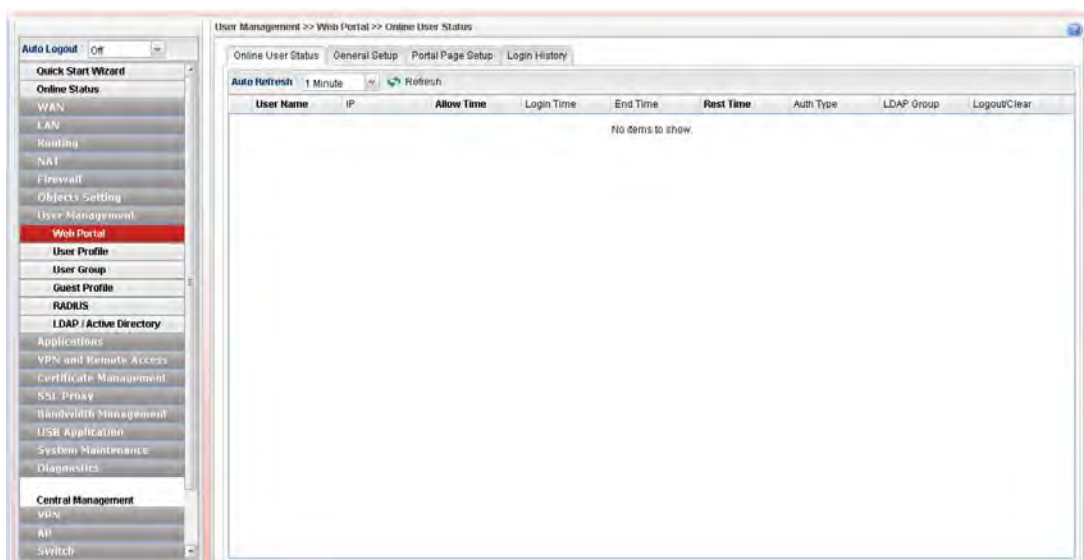 User Management >> Web Portal >> Online User Status
Auto Logout Off
Quick Start Wizard
Online Status
WAN
LAN
Routing
NAT
Firewall
Objects Setting
User Management
Web Portal
User Profile
User Group
Guest Profile
RADIUS
LDAP / Active Directory
Applications
VPN and Remote Access
Certificate Management
SSL Proxy
Bandwidth Management
USB Application
System Maintenance
Diagnostics
Central Management
VPN
AP
Switch
Online User Status General Setup Portal Page Setup Login History
Auto Refresh 1 Minute Refresh
User Name IP Allow Time Login Time End Time Rest Time Auth Type LDAP Group Logout/Clear
No items to show.